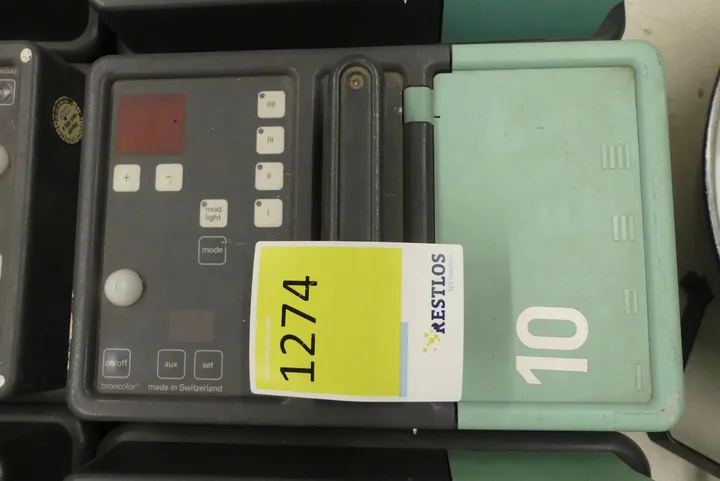 +
IIII
III
II
I
mod.
light
mode
on/off
aux
set
broncolor®
made in Switzerland
1274
RESTLOS
10